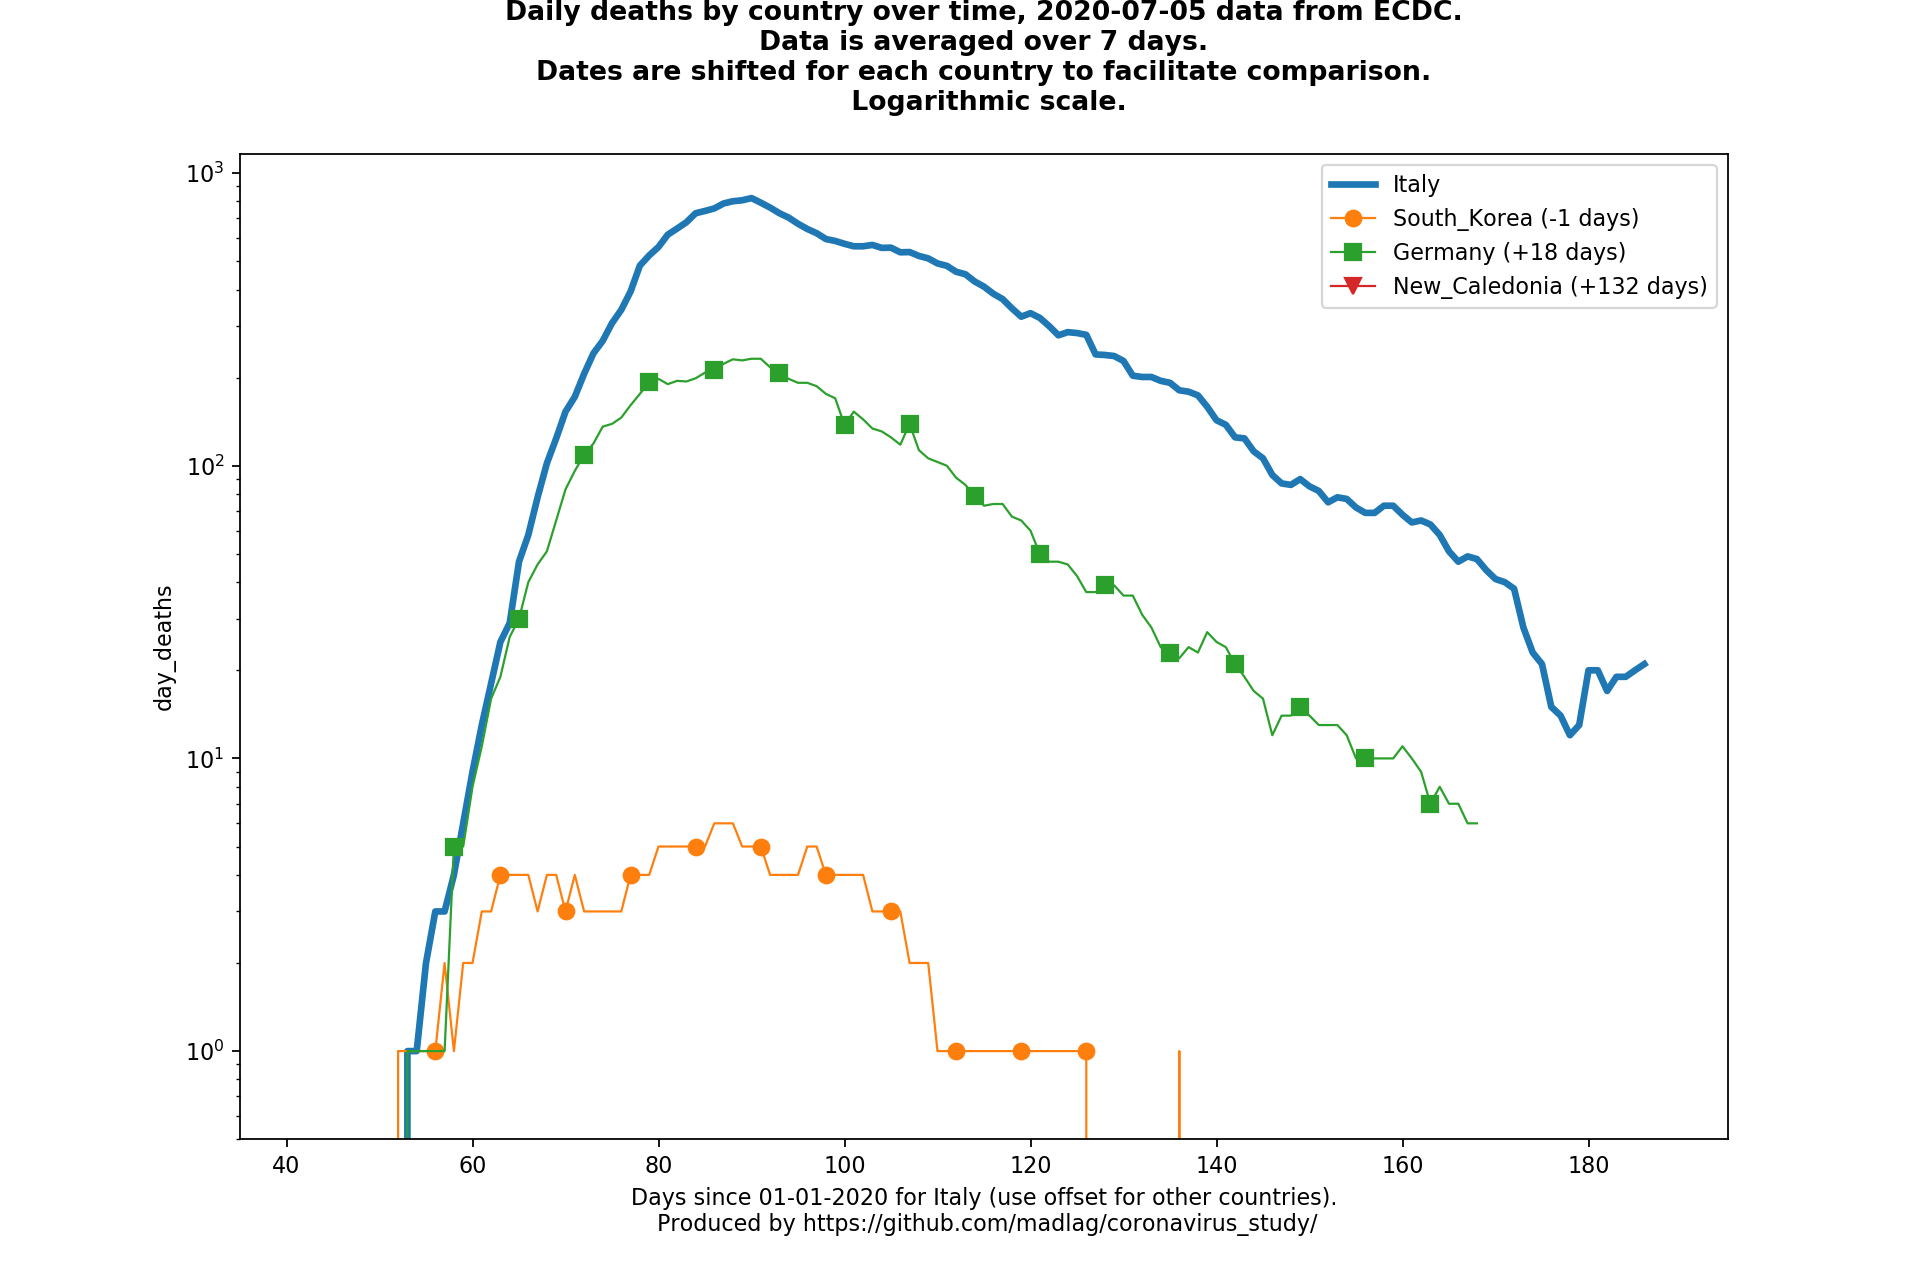 Daily deaths by country over time, 2020-07-05 data from ECDC.
Data is averaged over 7 days.
Dates are shifted for each country to facilitate comparison.
Logarithmic scale.
10³
10²
10¹
10⁰
day_deaths
Italy
South_Korea (-1 days)
Germany (+18 days)
New_Caledonia (+132 days)
40 60 80 100 120 140 160 180
Days since 01-01-2020 for Italy (use offset for other countries).
Produced by https://github.com/madlag/coronavirus_study/